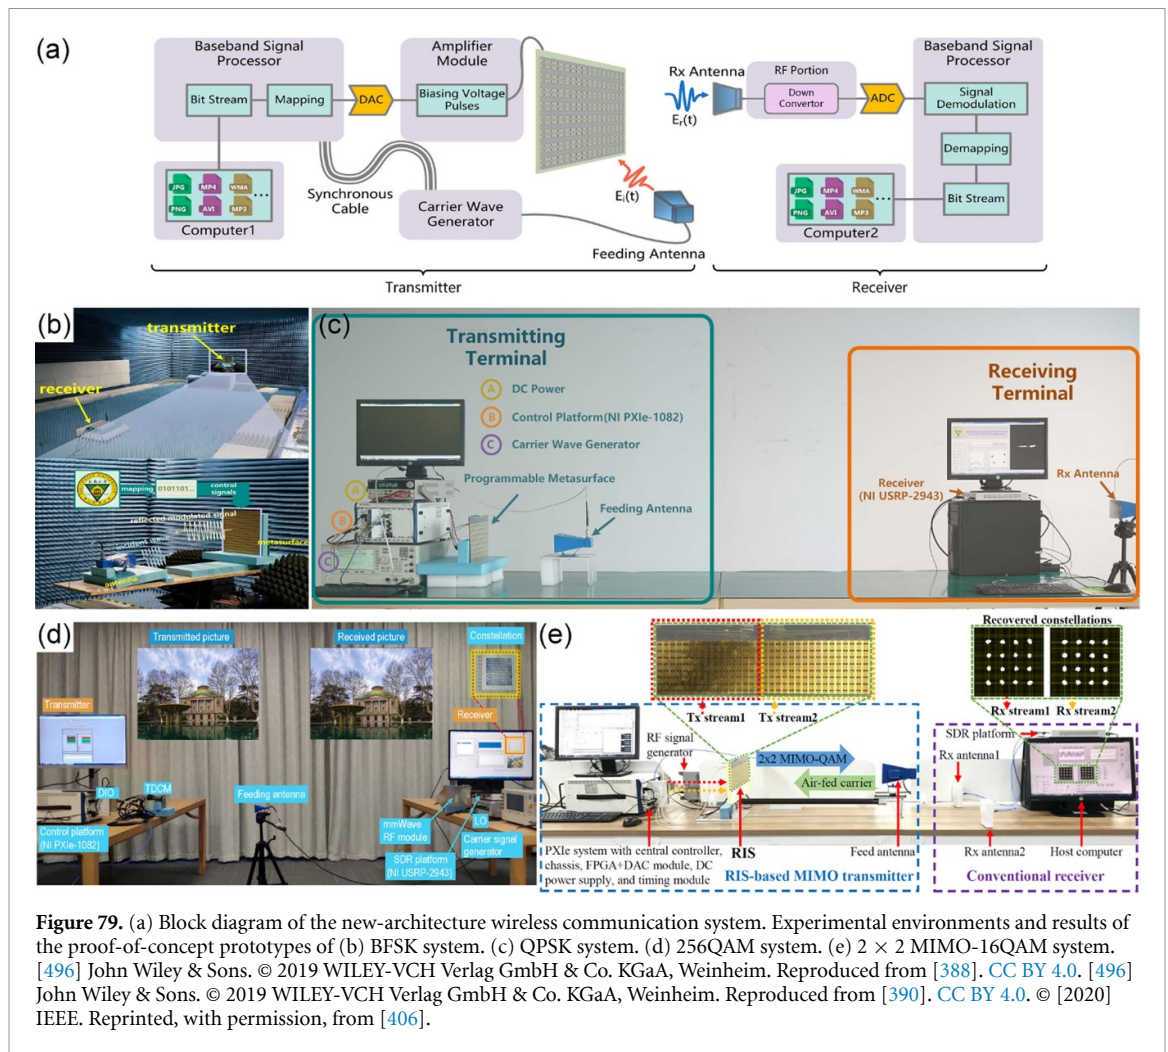 (a)
Baseband Signal
Processor
Bit Stream
Mapping
DAC
Amplifier
Module
Biasing Voltage
Pulses
JPG
MP4
WMA
PNG
AVI
MP3
...
Computer1
Synchronous
Cable
Carrier Wave
Generator
Eᵢ(t)
Feeding Antenna
Transmitter
Rx Antenna
Eᵣ(t)
RF Portion
Down
Convertor
ADC
Baseband Signal
Processor
Signal
Demodulation
Demapping
Bit Stream
JPG
MP4
WMA
PNG
AVI
MP3
...
Computer2
Receiver
(b)
transmitter
receiver
mapping
0101101...
control
signals
reflected modulated signal
incident wave
metasurface
antenna
(c)
Transmitting
Terminal
A DC Power
B Control Platform(NI PXIe-1082)
C Carrier Wave Generator
Programmable Metasurface
Feeding Antenna
A
B
C
Receiving
Terminal
Receiver
(NI USRP-2943)
Rx Antenna
(d)
Transmitted picture
Received picture
Constellation
Transmitter
Receiver
DIO
TDCM
Feeding antenna
Control platform
(NI PXIe-1082)
mmWave
RF module
LO
SDR platform
(NI USRP-2943)
Carrier signal
generator
(e)
Tx stream1
Tx stream2
RF signal
generator
2x2 MIMO-QAM
Air-fed carrier
PXIe system with central controller,
chassis, FPGA+DAC module, DC
power supply, and timing module
RIS
Feed antenna
RIS-based MIMO transmitter
Recovered constellations
Rx stream1
Rx stream2
SDR platform
Rx antenna1
Rx antenna2
Host computer
Conventional receiver
Figure 79. (a) Block diagram of the new-architecture wireless communication system. Experimental environments and results of
the proof-of-concept prototypes of (b) BFSK system. (c) QPSK system. (d) 256QAM system. (e) 2 × 2 MIMO-16QAM system.
[496] John Wiley & Sons. © 2019 WILEY-VCH Verlag GmbH & Co. KGaA, Weinheim. Reproduced from [388]. CC BY 4.0. [496]
John Wiley & Sons. © 2019 WILEY-VCH Verlag GmbH & Co. KGaA, Weinheim. Reproduced from [390]. CC BY 4.0. © [2020]
IEEE. Reprinted, with permission, from [406].